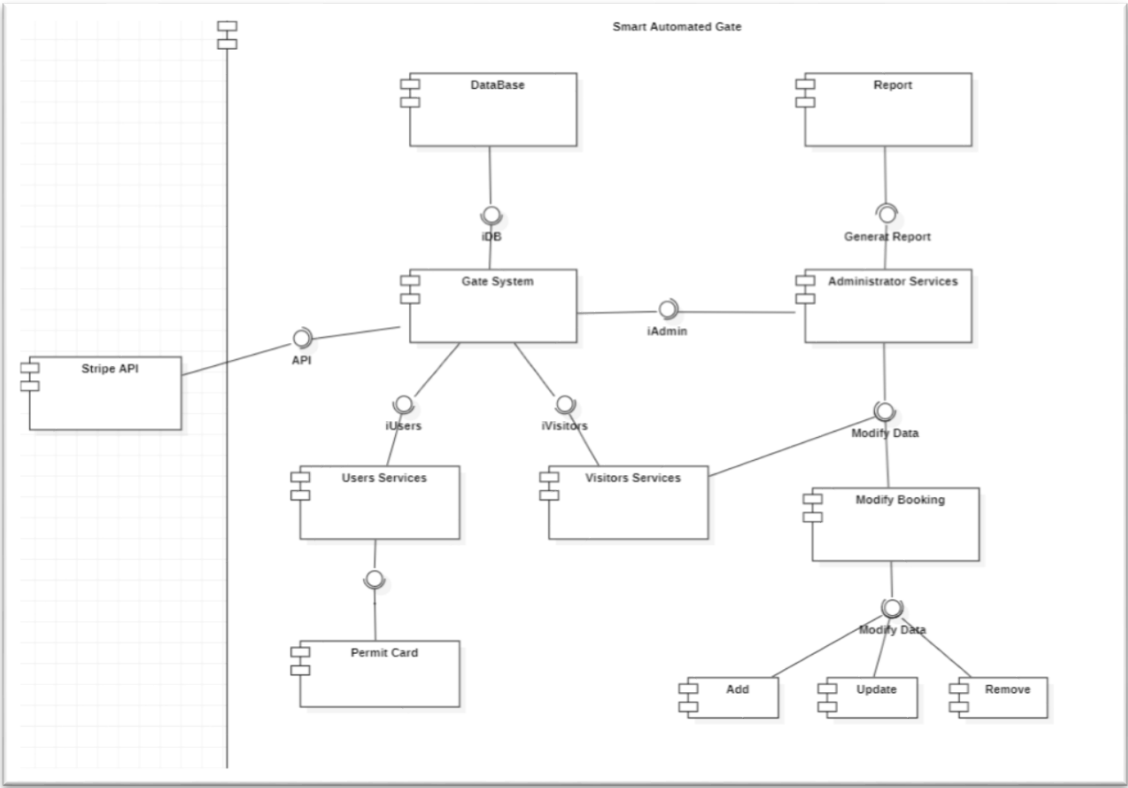 Smart Automated Gate
DataBase
Report
iDB
Generat Report
Gate System
Administrator Services
iAdmin
API
Stripe API
iUsers
iVisitors
Modify Data
Users Services
Visitors Services
Modify Booking
Modify Data
Permit Card
Add
Update
Remove